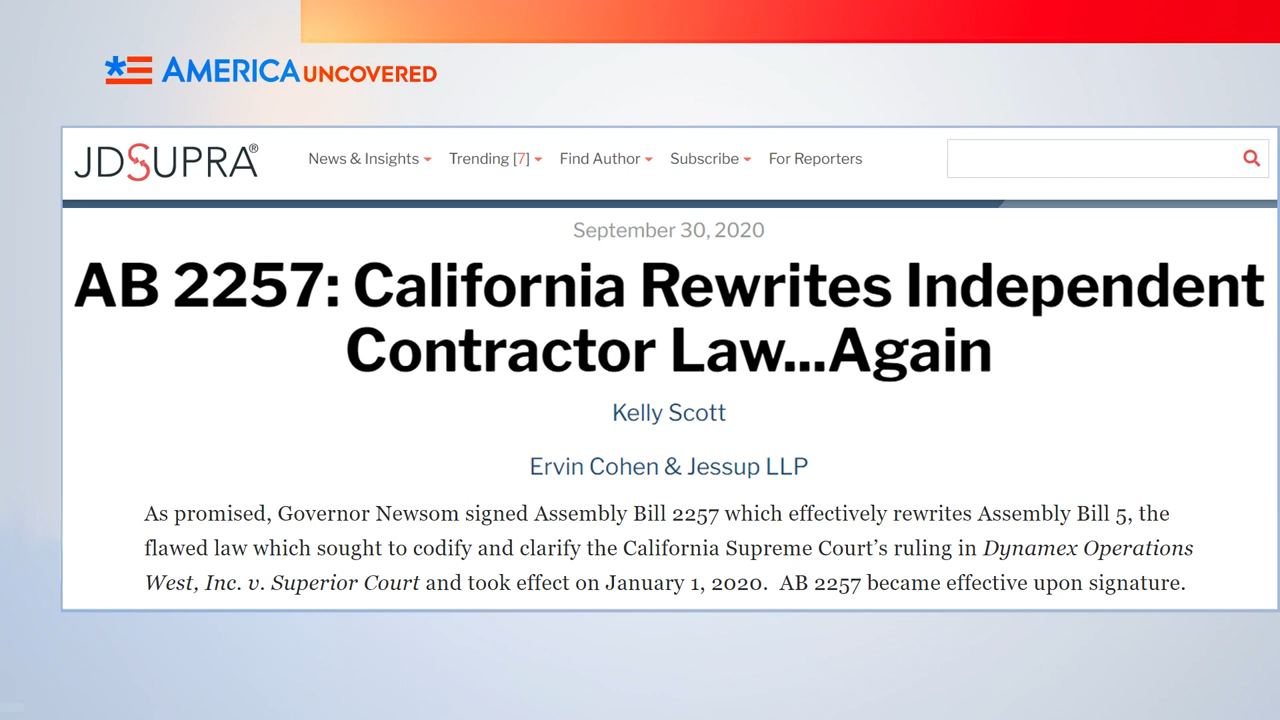 AMERICA UNCOVERED
JDSUPRA®
News & Insights Trending [7] Find Author Subscribe For Reporters
September 30, 2020
AB 2257: California Rewrites Independent
Contractor Law...Again
Kelly Scott
Ervin Cohen & Jessup LLP
As promised, Governor Newsom signed Assembly Bill 2257 which effectively rewrites Assembly Bill 5, the
flawed law which sought to codify and clarify the California Supreme Court’s ruling in Dynamex Operations
West, Inc. v. Superior Court and took effect on January 1, 2020.  AB 2257 became effective upon signature.